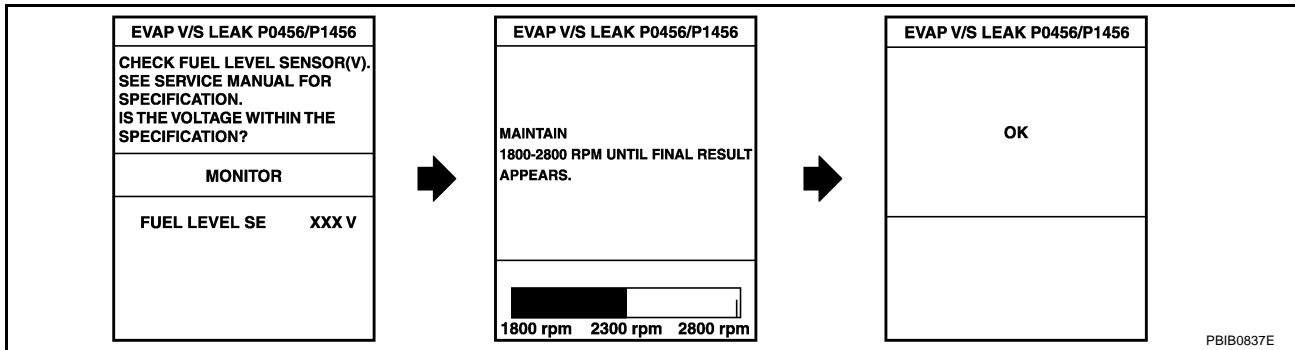 EVAP V/S LEAK P0456/P1456
CHECK FUEL LEVEL SENSOR(V).
SEE SERVICE MANUAL FOR
SPECIFICATION.
IS THE VOLTAGE WITHIN THE
SPECIFICATION?
MONITOR
FUEL LEVEL SE XXX V
EVAP V/S LEAK P0456/P1456
MAINTAIN
1800-2800 RPM UNTIL FINAL RESULT
APPEARS.
1800 rpm 2300 rpm 2800 rpm
EVAP V/S LEAK P0456/P1456
OK
PBIB0837E